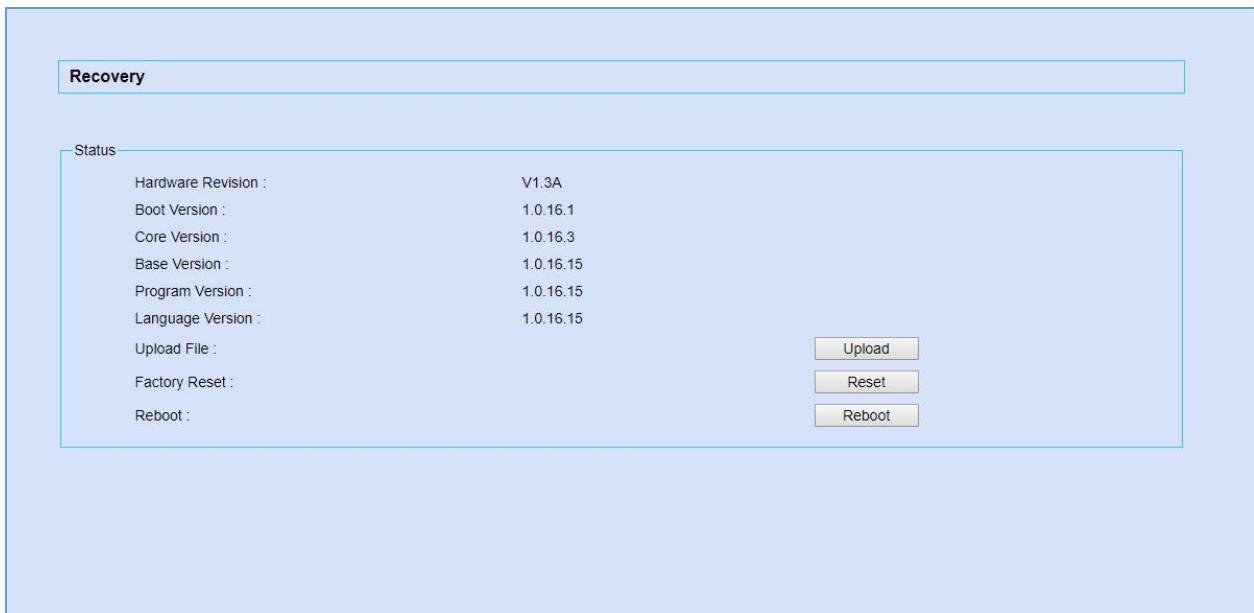 Recovery
Status
Hardware Revision : V1.3A
Boot Version : 1.0.16.1
Core Version : 1.0.16.3
Base Version : 1.0.16.15
Program Version : 1.0.16.15
Language Version : 1.0.16.15
Upload File : Upload
Factory Reset : Reset
Reboot : Reboot